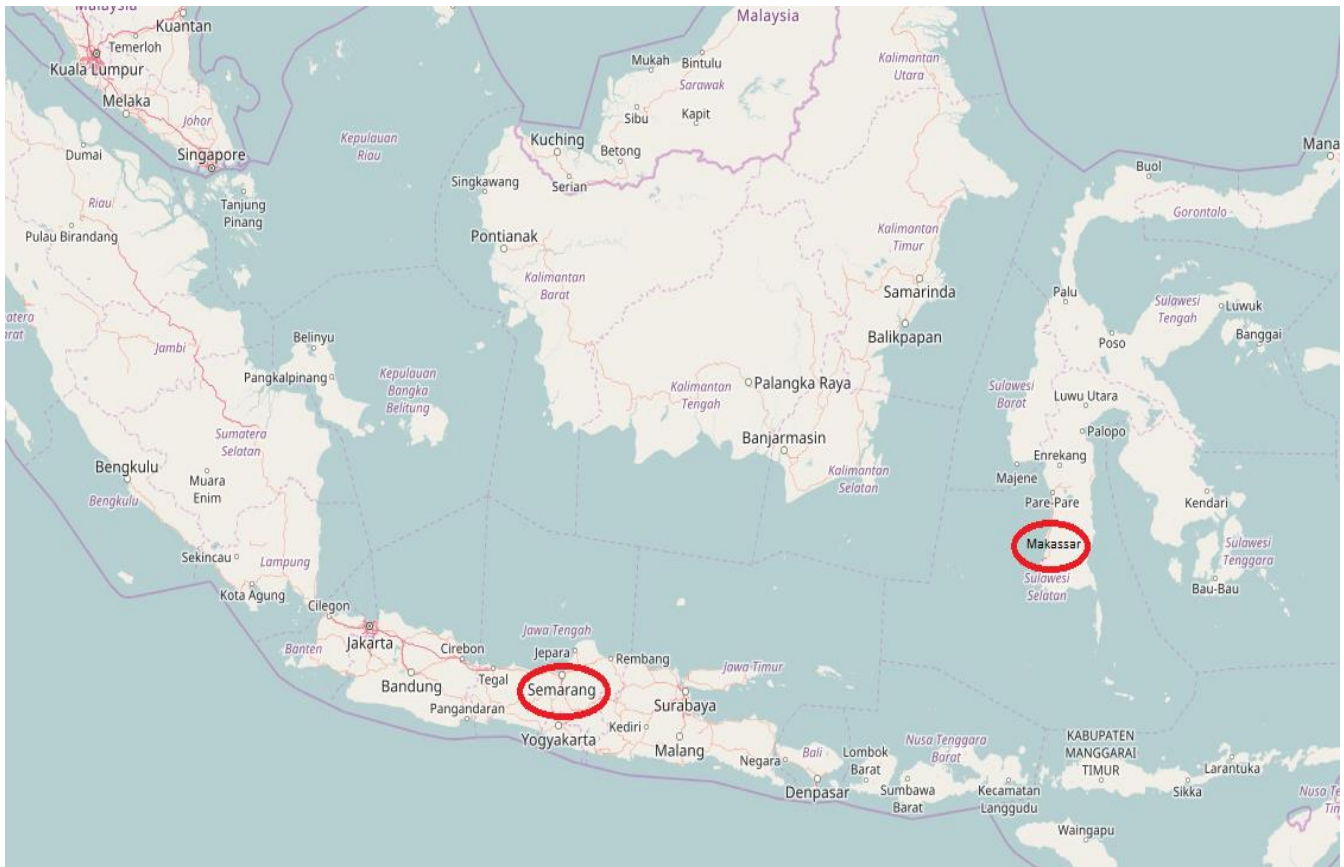 Malaysia
Kuantan
Temerloh
Kuala Lumpur
Melaka
Johor
Singapore
Dumai
Riau
Tanjung
Pinang
Pulau Birandang
Kepulauan
Riau
Malaysia
Mukah
Bintulu
Sarawak
Sibu
Kapit
Kuching
Betong
Serian
Singkawang
Pontianak
Kalimantan
Barat
Kalimantan
Utara
Kalimantan
Timur
Samarinda
Balikpapan
Mana
Buol
Gorontalo
Palu
Sulawesi
Tengah
Luwuk
Banggai
Poso
Sulawesi
Barat
Luwu Utara
Palopo
Enrekang
Majene
Pare-Pare
Kendari
Makassar
Sulawesi
Selatan
Sulawesi
Tenggara
Bau-Bau
Jambi
Belinyu
Pangkalpinang
Kepulauan
Bangka
Belitung
Kalimantan
Tengah
Palangka Raya
Banjarmasin
Kalimantan
Selatan
Sumatera
Selatan
Bengkulu
Bengkulu
Muara
Enim
Sekincau
Lampung
Kota Agung
Cilegon
Banten
Jakarta
Bandung
Cirebon
Tegal
Pangandaran
Jawa Tengah
Jepara
Rembang
Semarang
Yogyakarta
Jawa Timur
Surabaya
Kediri
Malang
Negara
Bali
Denpasar
Lombok
Barat
Nusa Tenggara
Barat
Sumbawa
Barat
Kecamatan
Langgudu
KABUPATEN
MANGGARAI
TIMUR
Larantuka
Sikka
Waingapu